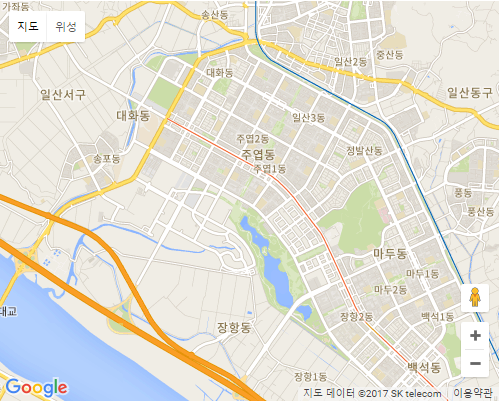 가좌동
송산동
지도 위성
일산2동
중산동
대화동
일산서구
일산동구
대화동
일산3동
주엽2동
정발산동
송포동
주엽동
주엽1동
풍동
풍산동
마두동
마두1동
마두2동
대교
장항동
장항2동
백석1동
백석동
장항1동
Google
지도 데이터 ©2017 SK telecom 이용약관